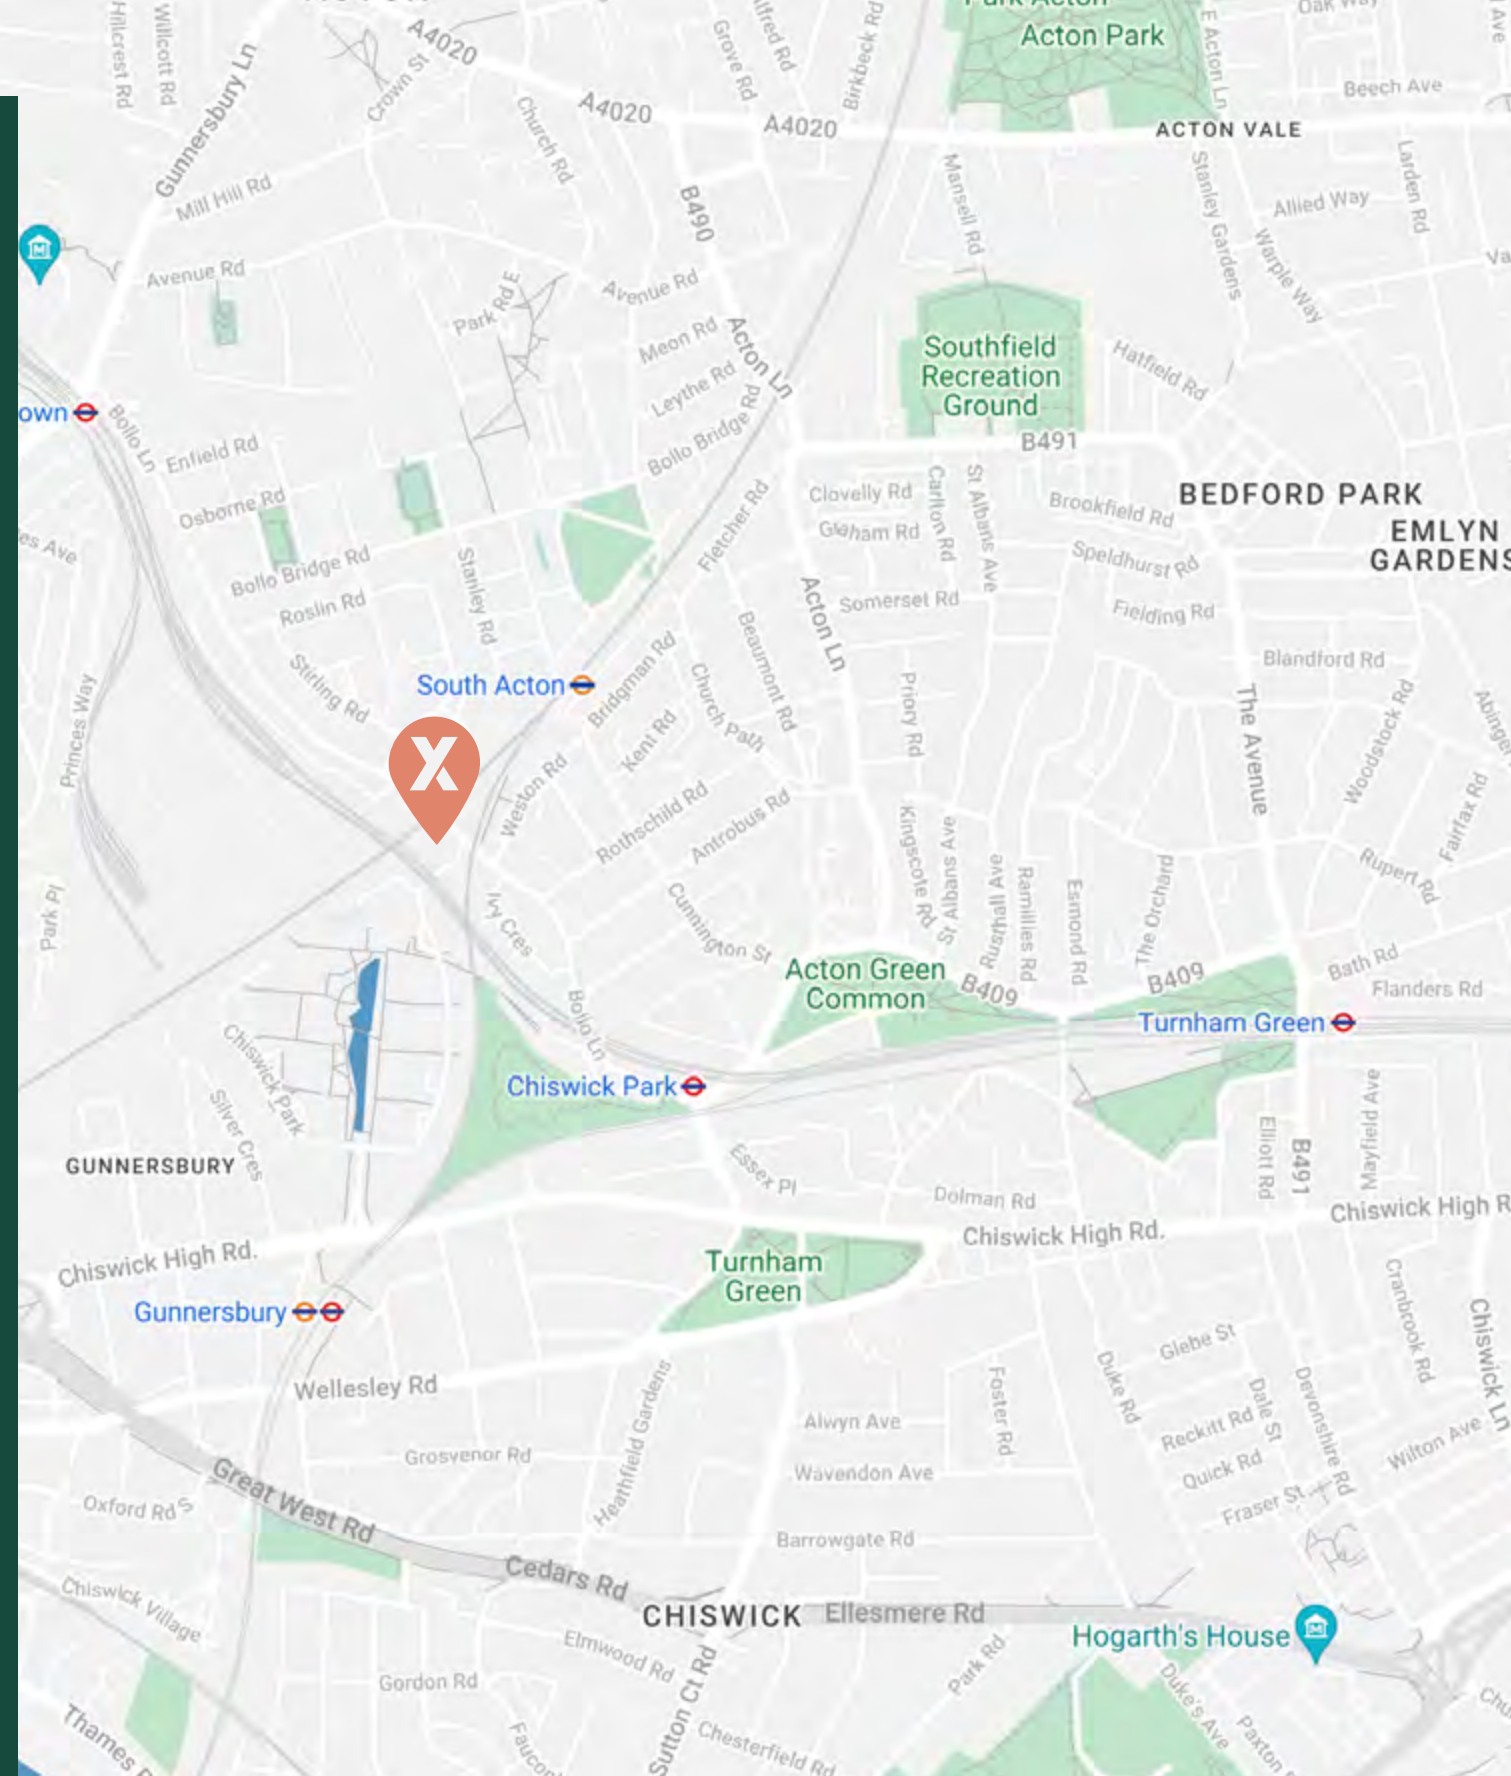 Acton Park
A4020
Hillcrest Rd
Willcott Rd
Gunnersbury Ln
Crown St
Grove Rd
Birkbeck Rd
E Acton Ln
Beech Ave
A4020
A4020
ACTON VALE
Church Rd
Mill Hill Rd
B490
Mansell Rd
Stanley Gardens
Larden Rd
Allied Way
Warple Way
Avenue Rd
Park Rd E
Avenue Rd
Meon Rd
Acton Ln
Southfield
Recreation
Ground
Hatfield Rd
Leythe Rd
own
Bollo Ln
Enfield Rd
Bollo Bridge Rd
B491
Osborne Rd
Fletcher Rd
Clovelly Rd
Carlton Rd
St Albans Ave
Brookfield Rd
BEDFORD PARK
EMLYN
GARDENS
Bollo Bridge Rd
Speldhurst Rd
Roslin Rd
Stanley Rd
Acton Ln
Somerset Rd
Fielding Rd
Beaumont Rd
Stirling Rd
South Acton
Bridgman Rd
Church Path
Blandford Rd
Princes Way
Priory Rd
The Avenue
Woodstock Rd
Kent Rd
X
Weston Rd
Rothschild Rd
Antrobus Rd
Kingscote Rd
St Albans Ave
Rushall Ave
Ramillies Rd
Esmond Rd
The Orchard
Rupert Rd
Fairfax Rd
Park Pl
Ivy Cres
Cunnington St
Acton Green
Common
B409
B409
Bath Rd
Flanders Rd
Turnham Green
Bollo Ln
Chiswick Park
Chiswick Park
Silver Cres
GUNNERSBURY
Essex Pl
Elliott Rd
B491
Mayfield Ave
Dolman Rd
Chiswick High Rd.
Chiswick High R
Chiswick High Rd.
Turnham
Green
Gunnersbury
Cranbrook Rd
Chiswick Ln
Glebe St
Wellesley Rd
Heathfield Gardens
Foster Rd
Duke Rd
Dale St
Devonshire Rd
Alwyn Ave
Reckitt Rd
Wilton Ave
Grosvenor Rd
Wavendon Ave
Quick Rd
Great West Rd
Oxford Rd S
Fraser St
Barrowgate Rd
Cedars Rd
Chiswick Village
CHISWICK
Ellesmere Rd
Hogarth's House
Elmwood Rd
Park Rd
Gordon Rd
Sutton Ct Rd
Duke's Ave
Paxton
Thames
Chesterfield Rd